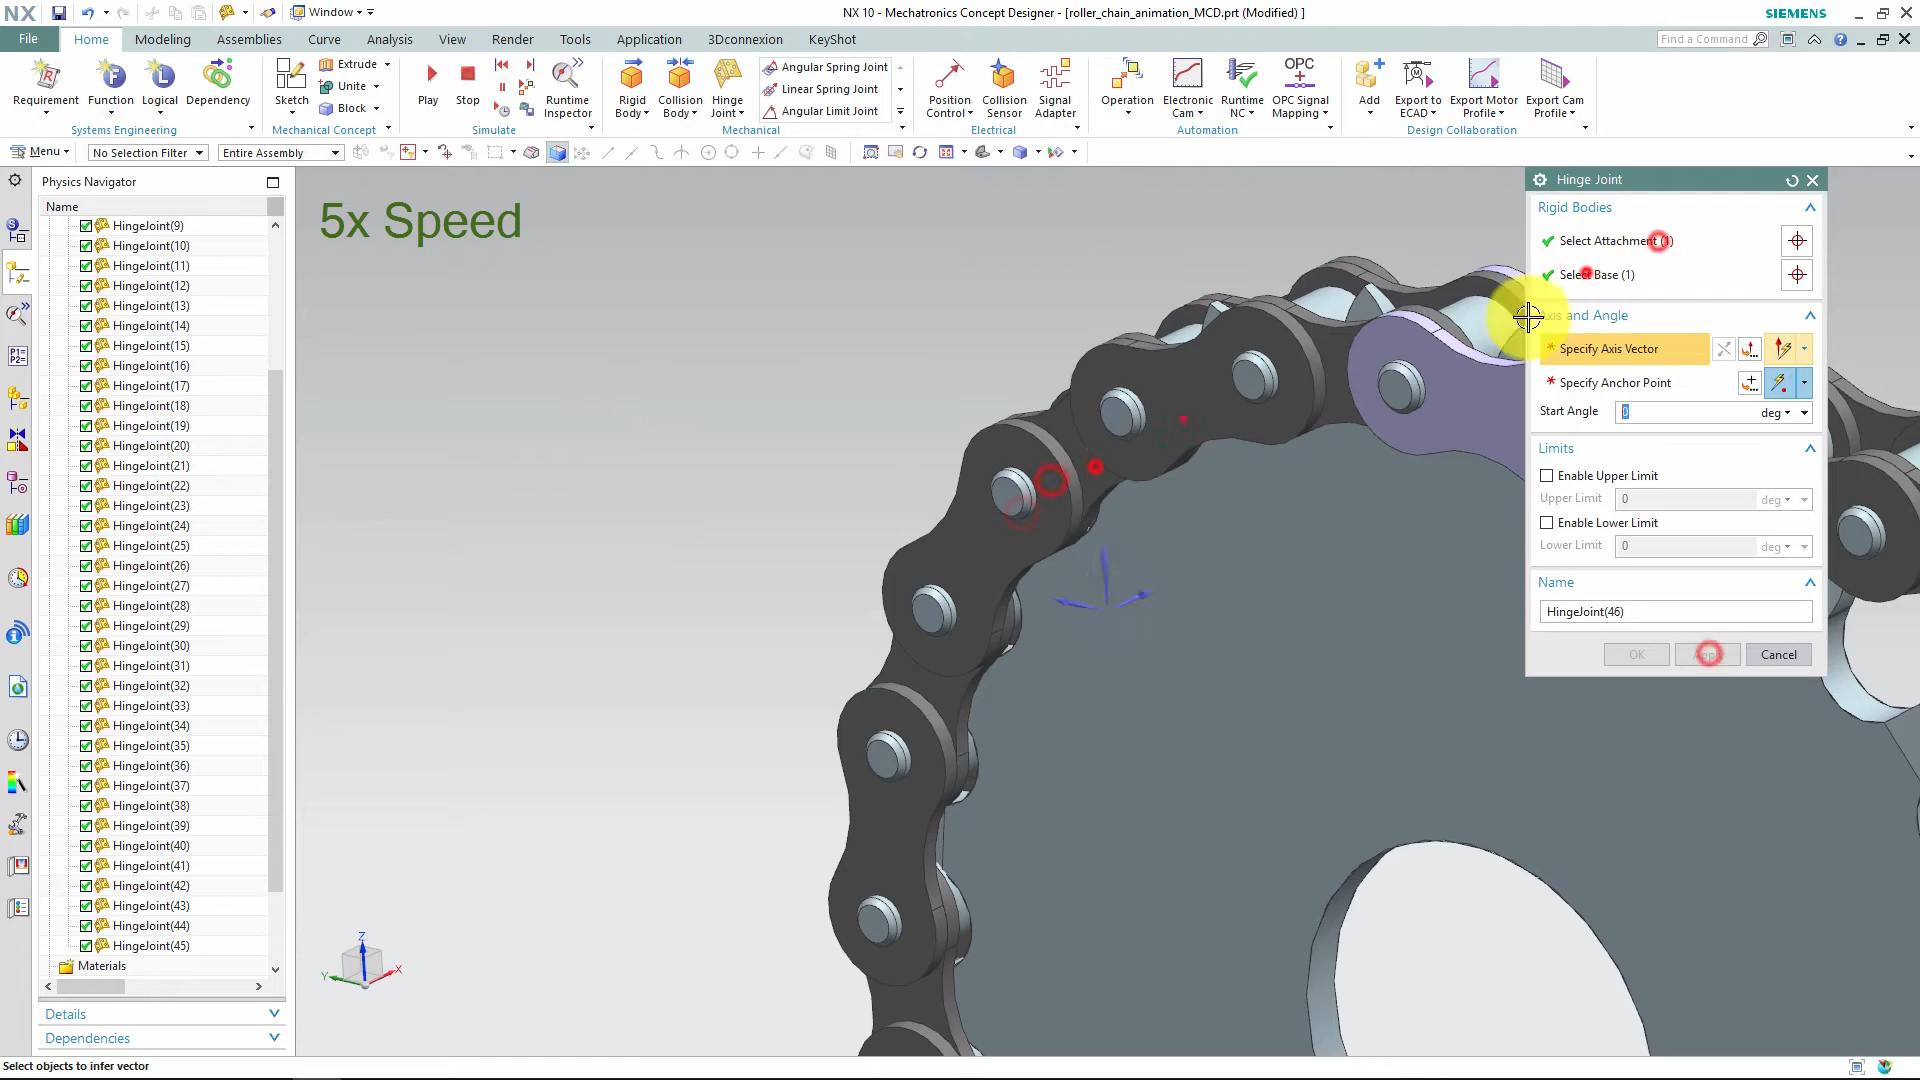 NX
Window
NX 10 - Mechatronics Concept Designer - [roller_chain_animation_MCD.prt (Modified) ]
SIEMENS
File
Home
Modeling
Assemblies
Curve
Analysis
View
Render
Tools
Application
3Dconnexion
KeyShot
Find a Command
Requirement
Function
Logical
Dependency
Systems Engineering
Sketch
Extrude
Unite
Block
Mechanical Concept
Play
Stop
Runtime
Inspector
Simulate
Rigid
Body
Collision
Body
Hinge
Joint
Angular Spring Joint
Linear Spring Joint
Angular Limit Joint
Mechanical
Position
Control
Collision
Sensor
Signal
Adapter
Electrical
Operation
Electronic
Cam
Runtime
NC
OPC Signal
Mapping
Automation
Add
Export to
ECAD
Export Motor
Profile
Export Cam
Profile
Design Collaboration
Menu
No Selection Filter
Entire Assembly
Physics Navigator
Name
HingeJoint(9)
HingeJoint(10)
HingeJoint(11)
HingeJoint(12)
HingeJoint(13)
HingeJoint(14)
HingeJoint(15)
HingeJoint(16)
HingeJoint(17)
HingeJoint(18)
HingeJoint(19)
HingeJoint(20)
HingeJoint(21)
HingeJoint(22)
HingeJoint(23)
HingeJoint(24)
HingeJoint(25)
HingeJoint(26)
HingeJoint(27)
HingeJoint(28)
HingeJoint(29)
HingeJoint(30)
HingeJoint(31)
HingeJoint(32)
HingeJoint(33)
HingeJoint(34)
HingeJoint(35)
HingeJoint(36)
HingeJoint(37)
HingeJoint(38)
HingeJoint(39)
HingeJoint(40)
HingeJoint(41)
HingeJoint(42)
HingeJoint(43)
HingeJoint(44)
HingeJoint(45)
Materials
Details
Dependencies
5x Speed
Z
Y
X
Hinge Joint
Rigid Bodies
Select Attachment (1)
Select Base (1)
Axis and Angle
* Specify Axis Vector
* Specify Anchor Point
Start Angle
0
deg
Limits
Enable Upper Limit
Upper Limit
0
deg
Enable Lower Limit
Lower Limit
0
deg
Name
HingeJoint(46)
OK
Cancel
Select objects to infer vector